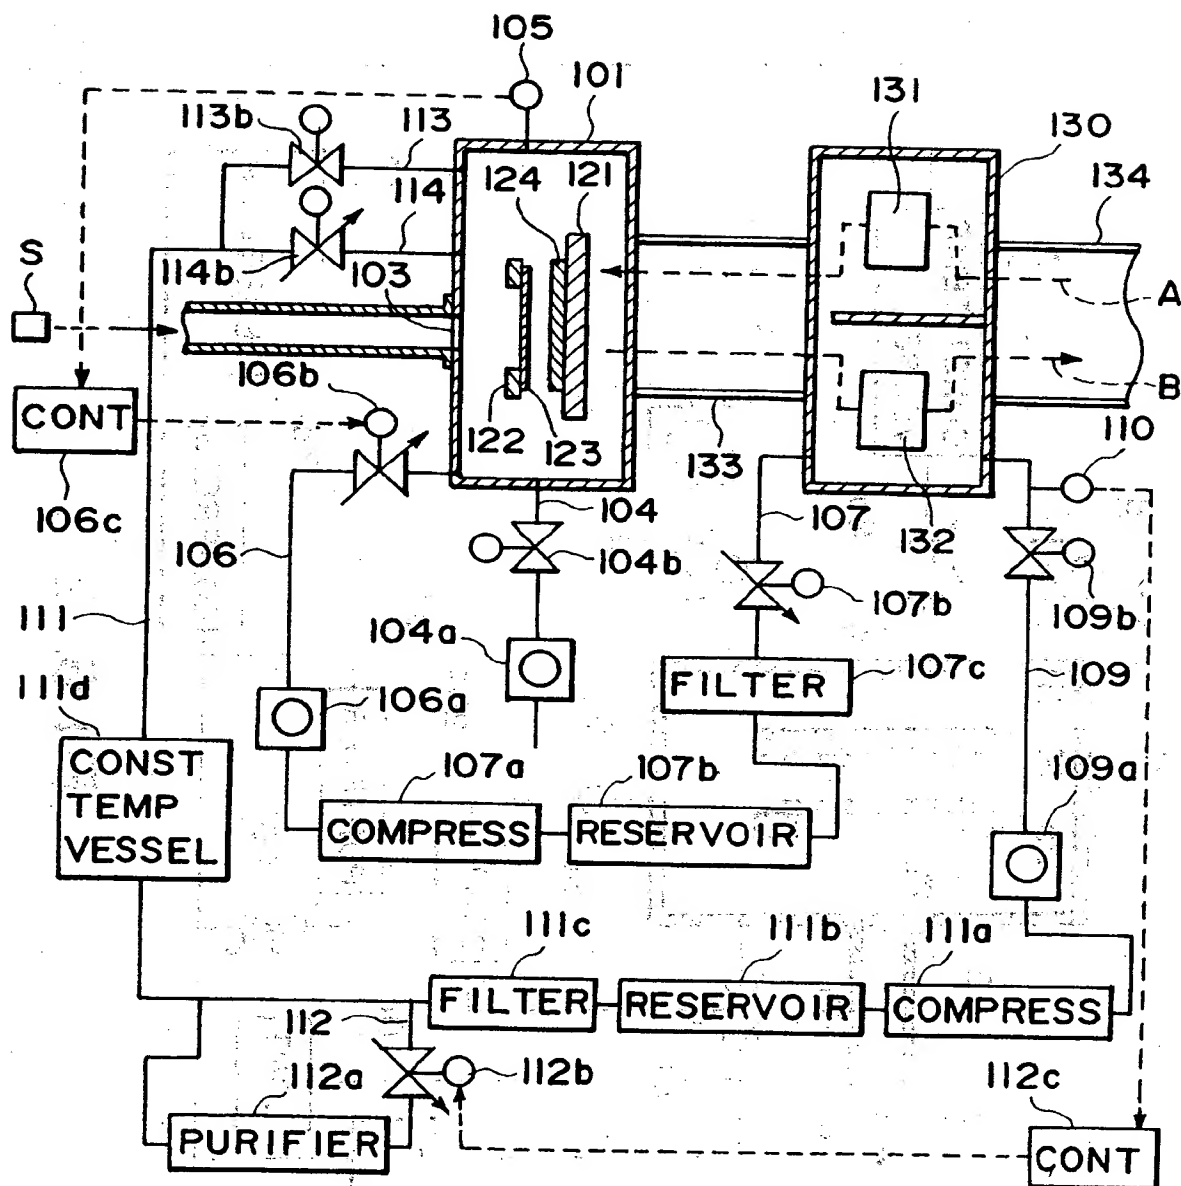 105
101
131
130
113b
113
124
121
134
114
114b
103
S
A
106b
B
CONT
122
123
133
110
106c
104
107
132
106
104b
107b
109b
111
104a
107c
109
111d
106a
FILTER
CONST
TEMP
VESSEL
107a
107b
109a
COMPRESS
RESERVOIR
111c
111b
111a
FILTER
RESERVOIR
COMPRESS
112
112a
112b
112c
PURIFIER
CONT